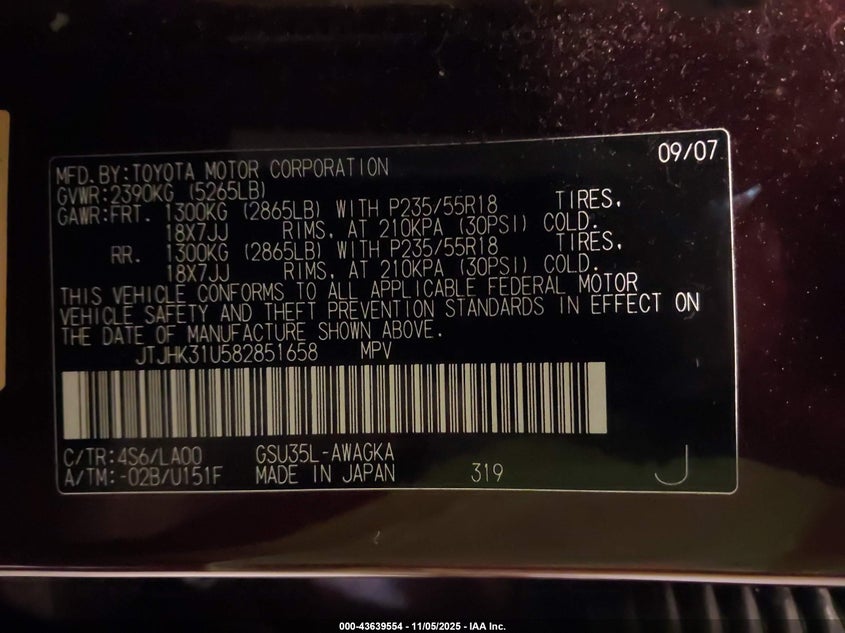 09/07
MFD.BY:TOYOTA MOTOR CORPORATION
GVWR:2390KG (5265LB)
GAWR:FRT. 1300KG (2865LB) WITH P235/55R18 TIRES,
18X7JJ RIMS, AT 210KPA (30PSI) COLD.
RR. 1300KG (2865LB) WITH P235/55R18 TIRES,
18X7JJ RIMS, AT 210KPA (30PSI) COLD.
THIS VEHICLE CONFORMS TO ALL APPLICABLE FEDERAL MOTOR
VEHICLE SAFETY AND THEFT PREVENTION STANDARDS IN EFFECT ON
THE DATE OF MANUFACTURE SHOWN ABOVE.
JTJHK31U582851658 MPV
C/TR:4S6/LA00 GSU35L-AWAGKA
A/TM:-02B/U151F MADE IN JAPAN 319 J
000-43639554 - 11/05/2025 - IAA Inc.